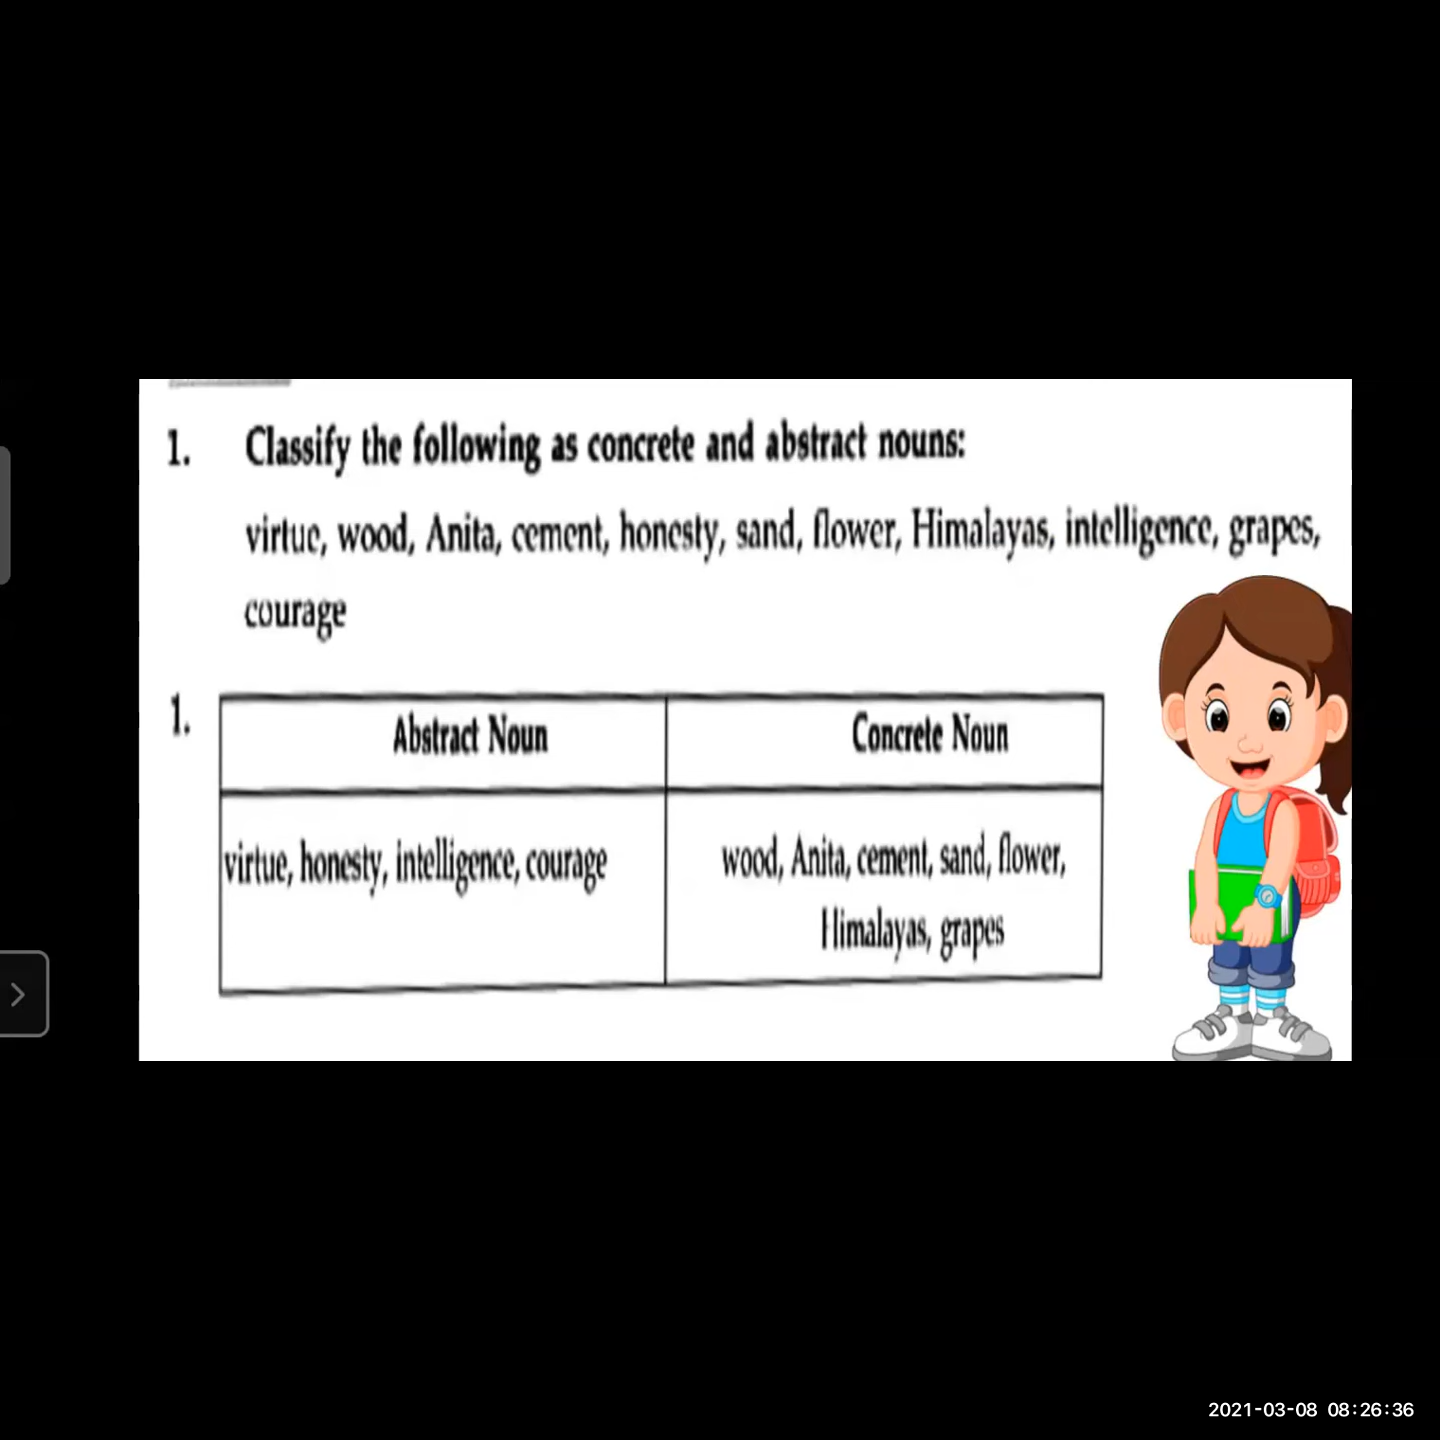 1. Classify the following as concrete and abstract nouns:
virtue, wood, Anita, cement, honesty, sand, flower, Himalayas, intelligence, grapes,
courage
1.
Abstract Noun
Concrete Noun
virtue, honesty, intelligence, courage
wood, Anita, cement, sand, flower,
Himalayas, grapes
2021-03-08 08:26:36